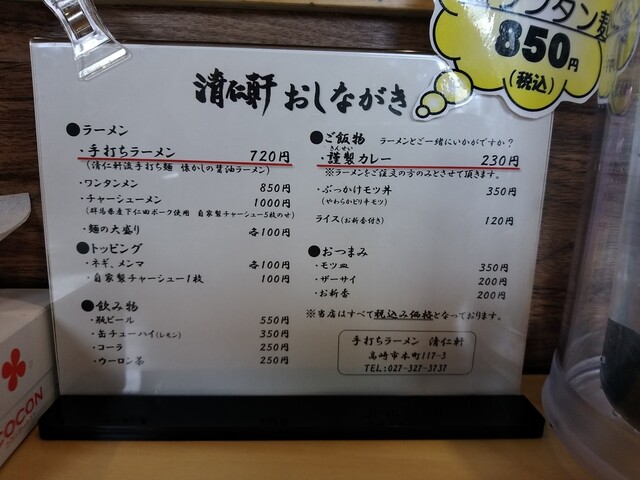 ワンタン麺
850円
(税込)
清仁軒 おしながき
●ラーメン
・手打ちラーメン 720円
(清仁軒流手打ち麺 懐かしの醤油ラーメン)
・ワンタンメン 850円
・チャーシューメン 1000円
(群馬県産下仁田ポーク使用 自家製チャーシュー5枚のせ)
・麺の大盛り 各100円
●トッピング
・ネギ、メンマ 各100円
・自家製チャーシュー1枚 100円
●飲み物
・瓶ビール 550円
・缶チューハイ(レモン) 350円
・コーラ 250円
・ウーロン茶 250円
●ご飯物 ラーメンとご一緒にいかがですか?
きんせい
・謹製カレー 230円
※ラーメンをご注文の方のみとさせて頂きます。
・ぶっかけモツ丼 350円
(やわらかピリ辛モツ)
ライス(お新香付き) 120円
●おつまみ
・モツ皿 350円
・ザーサイ 200円
・お新香 200円
※当店はすべて税込み価格となっております。
手打ちラーメン 清仁軒
高崎市本町117-3
TEL:027-327-3737
COCON